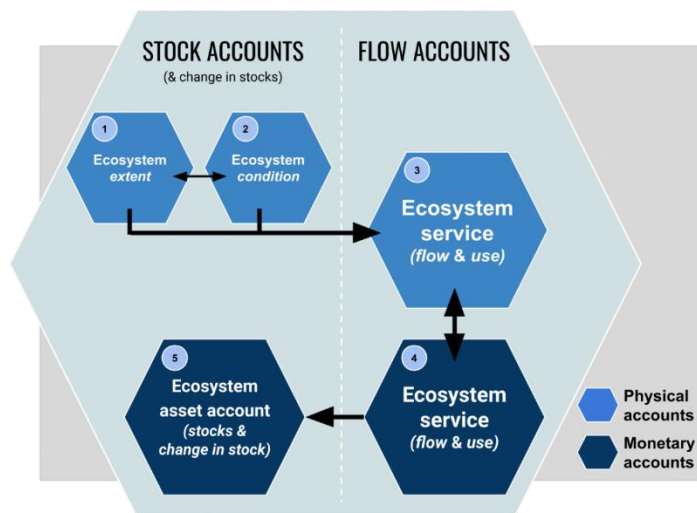 STOCK ACCOUNTS
(& change in stocks)
FLOW ACCOUNTS
1
Ecosystem
extent
2
Ecosystem
condition
3
Ecosystem
service
(flow & use)
5
Ecosystem
asset account
(stocks &
change in stock)
4
Ecosystem
service
(flow & use)
Physical
accounts
Monetary
accounts